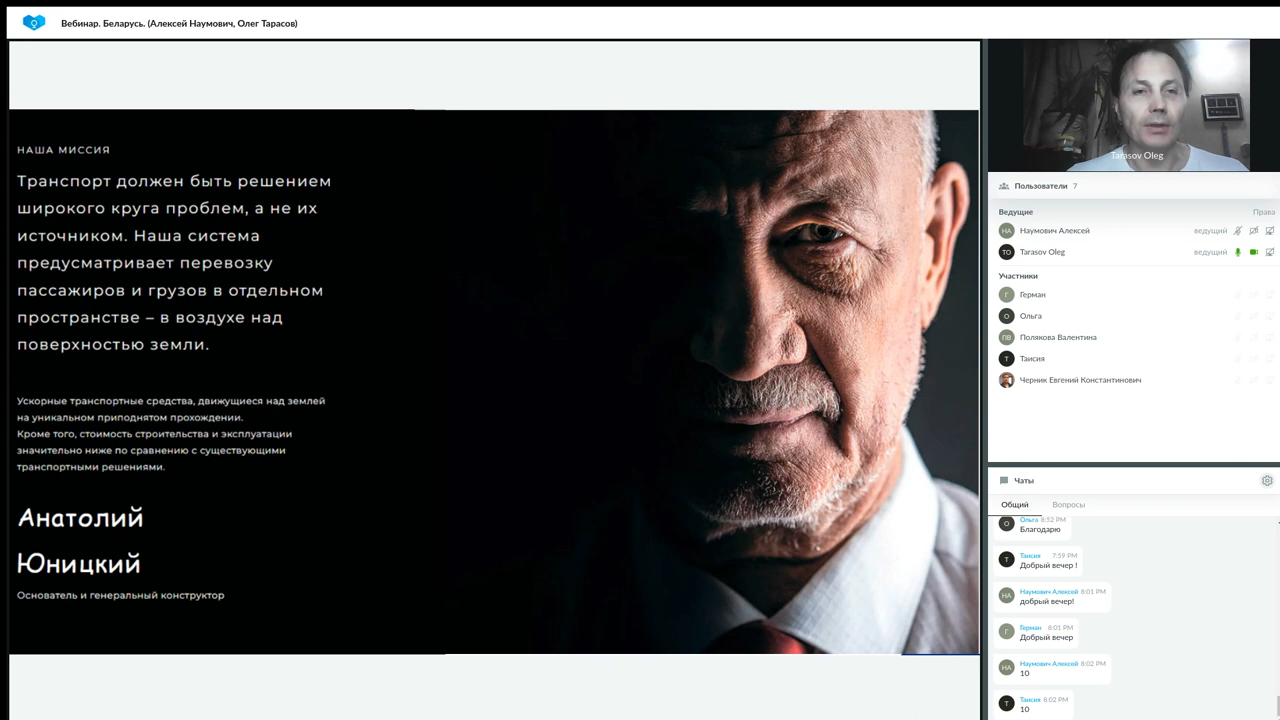 Вебинар. Беларусь. (Алексей Наумович, Олег Тарасов)
НАША МИССИЯ
Транспорт должен быть решением
широкого круга проблем, а не их
источником. Наша система
предусматривает перевозку
пассажиров и грузов в отдельном
пространстве – в воздухе над
поверхностью земли.
Ускорные транспортные средства, движущиеся над землей
на уникальном приподнятом прохождении.
Кроме того, стоимость строительства и эксплуатации
значительно ниже по сравнению с существующими
транспортными решениями.
Анатолий
Юницкий
Основатель и генеральный конструктор
Tarasov Oleg
Пользователи 7
Ведущие Права
НА Наумович Алексей ведущий
TO Tarasov Oleg ведущий
Участники
Г Герман
О Ольга
ПВ Полякова Валентина
Т Таисия
Черник Евгений Константинович
Чаты
Общий Вопросы
О Ольга 8:52 PM
Благодарю
Т Таисия 7:59 PM
Добрый вечер !
НА Наумович Алексей 8:01 PM
добрый вечер!
Г Герман 8:01 PM
Добрый вечер
НА Наумович Алексей 8:02 PM
10
Т Таисия 8:02 PM
10